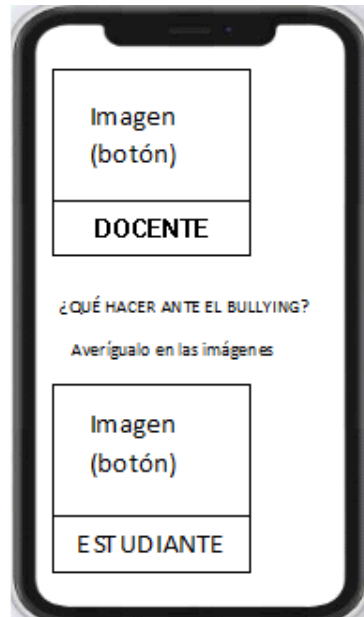 Imagen
(botón)
DOCENTE
¿QUÉ HACER ANTE EL BULLYING?
Averígualo en las imágenes
Imagen
(botón)
ESTUDIANTE